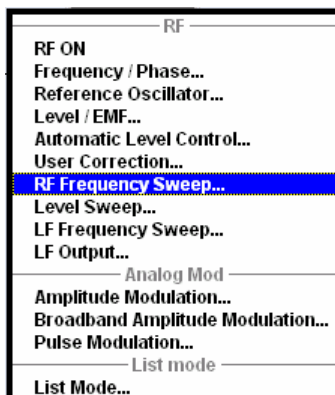 RF
RF ON
Frequency / Phase...
Reference Oscillator...
Level / EMF...
Automatic Level Control...
User Correction...
RF Frequency Sweep...
Level Sweep...
LF Frequency Sweep...
LF Output...
Analog Mod
Amplitude Modulation...
Broadband Amplitude Modulation...
Pulse Modulation...
List mode
List Mode...